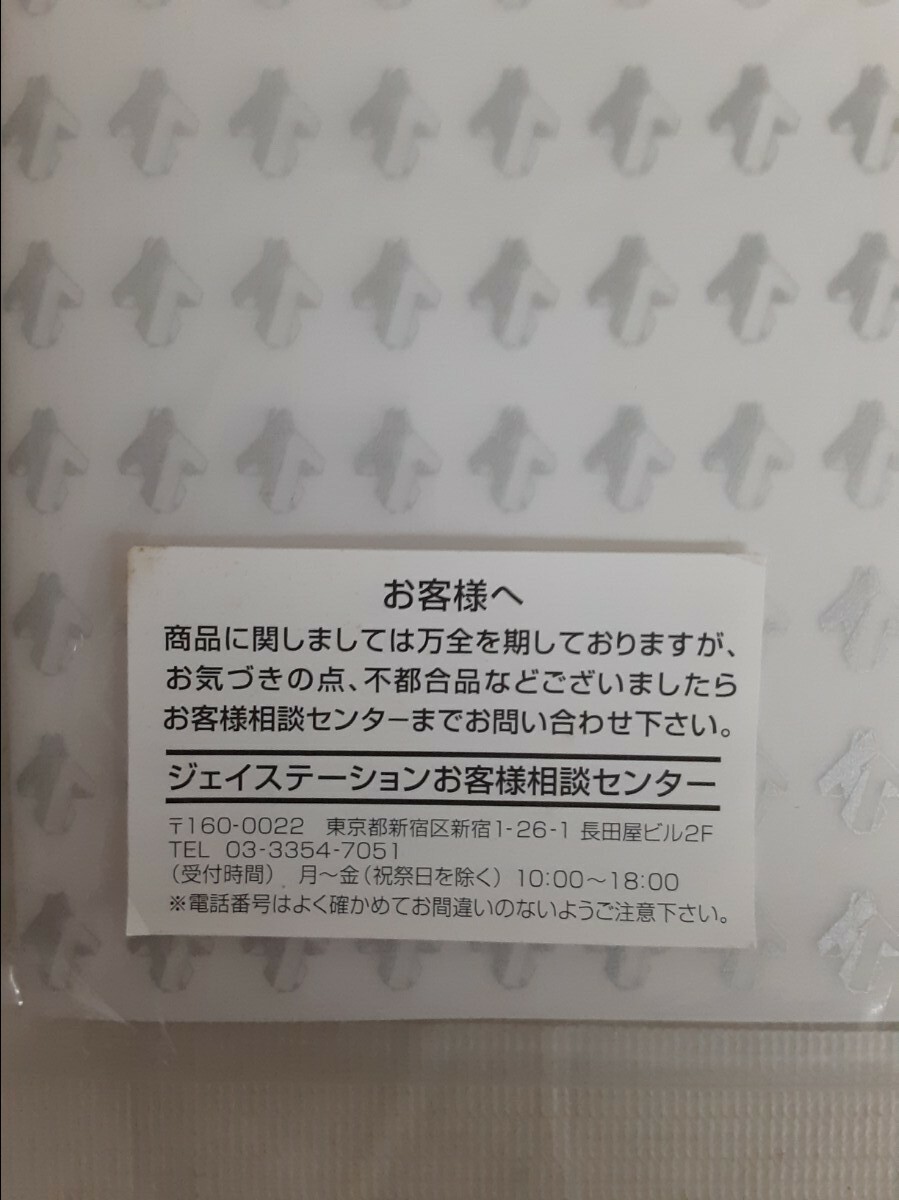 お客様へ
商品に関しましては万全を期しておりますが、
お気づきの点、不都合品などございましたら
お客様相談センターまでお問い合わせ下さい。
ジェイステーションお客様相談センター
〒160-0022 東京都新宿区新宿1-26-1 長田屋ビル2F
TEL 03-3354-7051
（受付時間） 月〜金（祝祭日を除く） 10:00〜18:00
※電話番号はよく確かめてお間違いのないようご注意下さい。